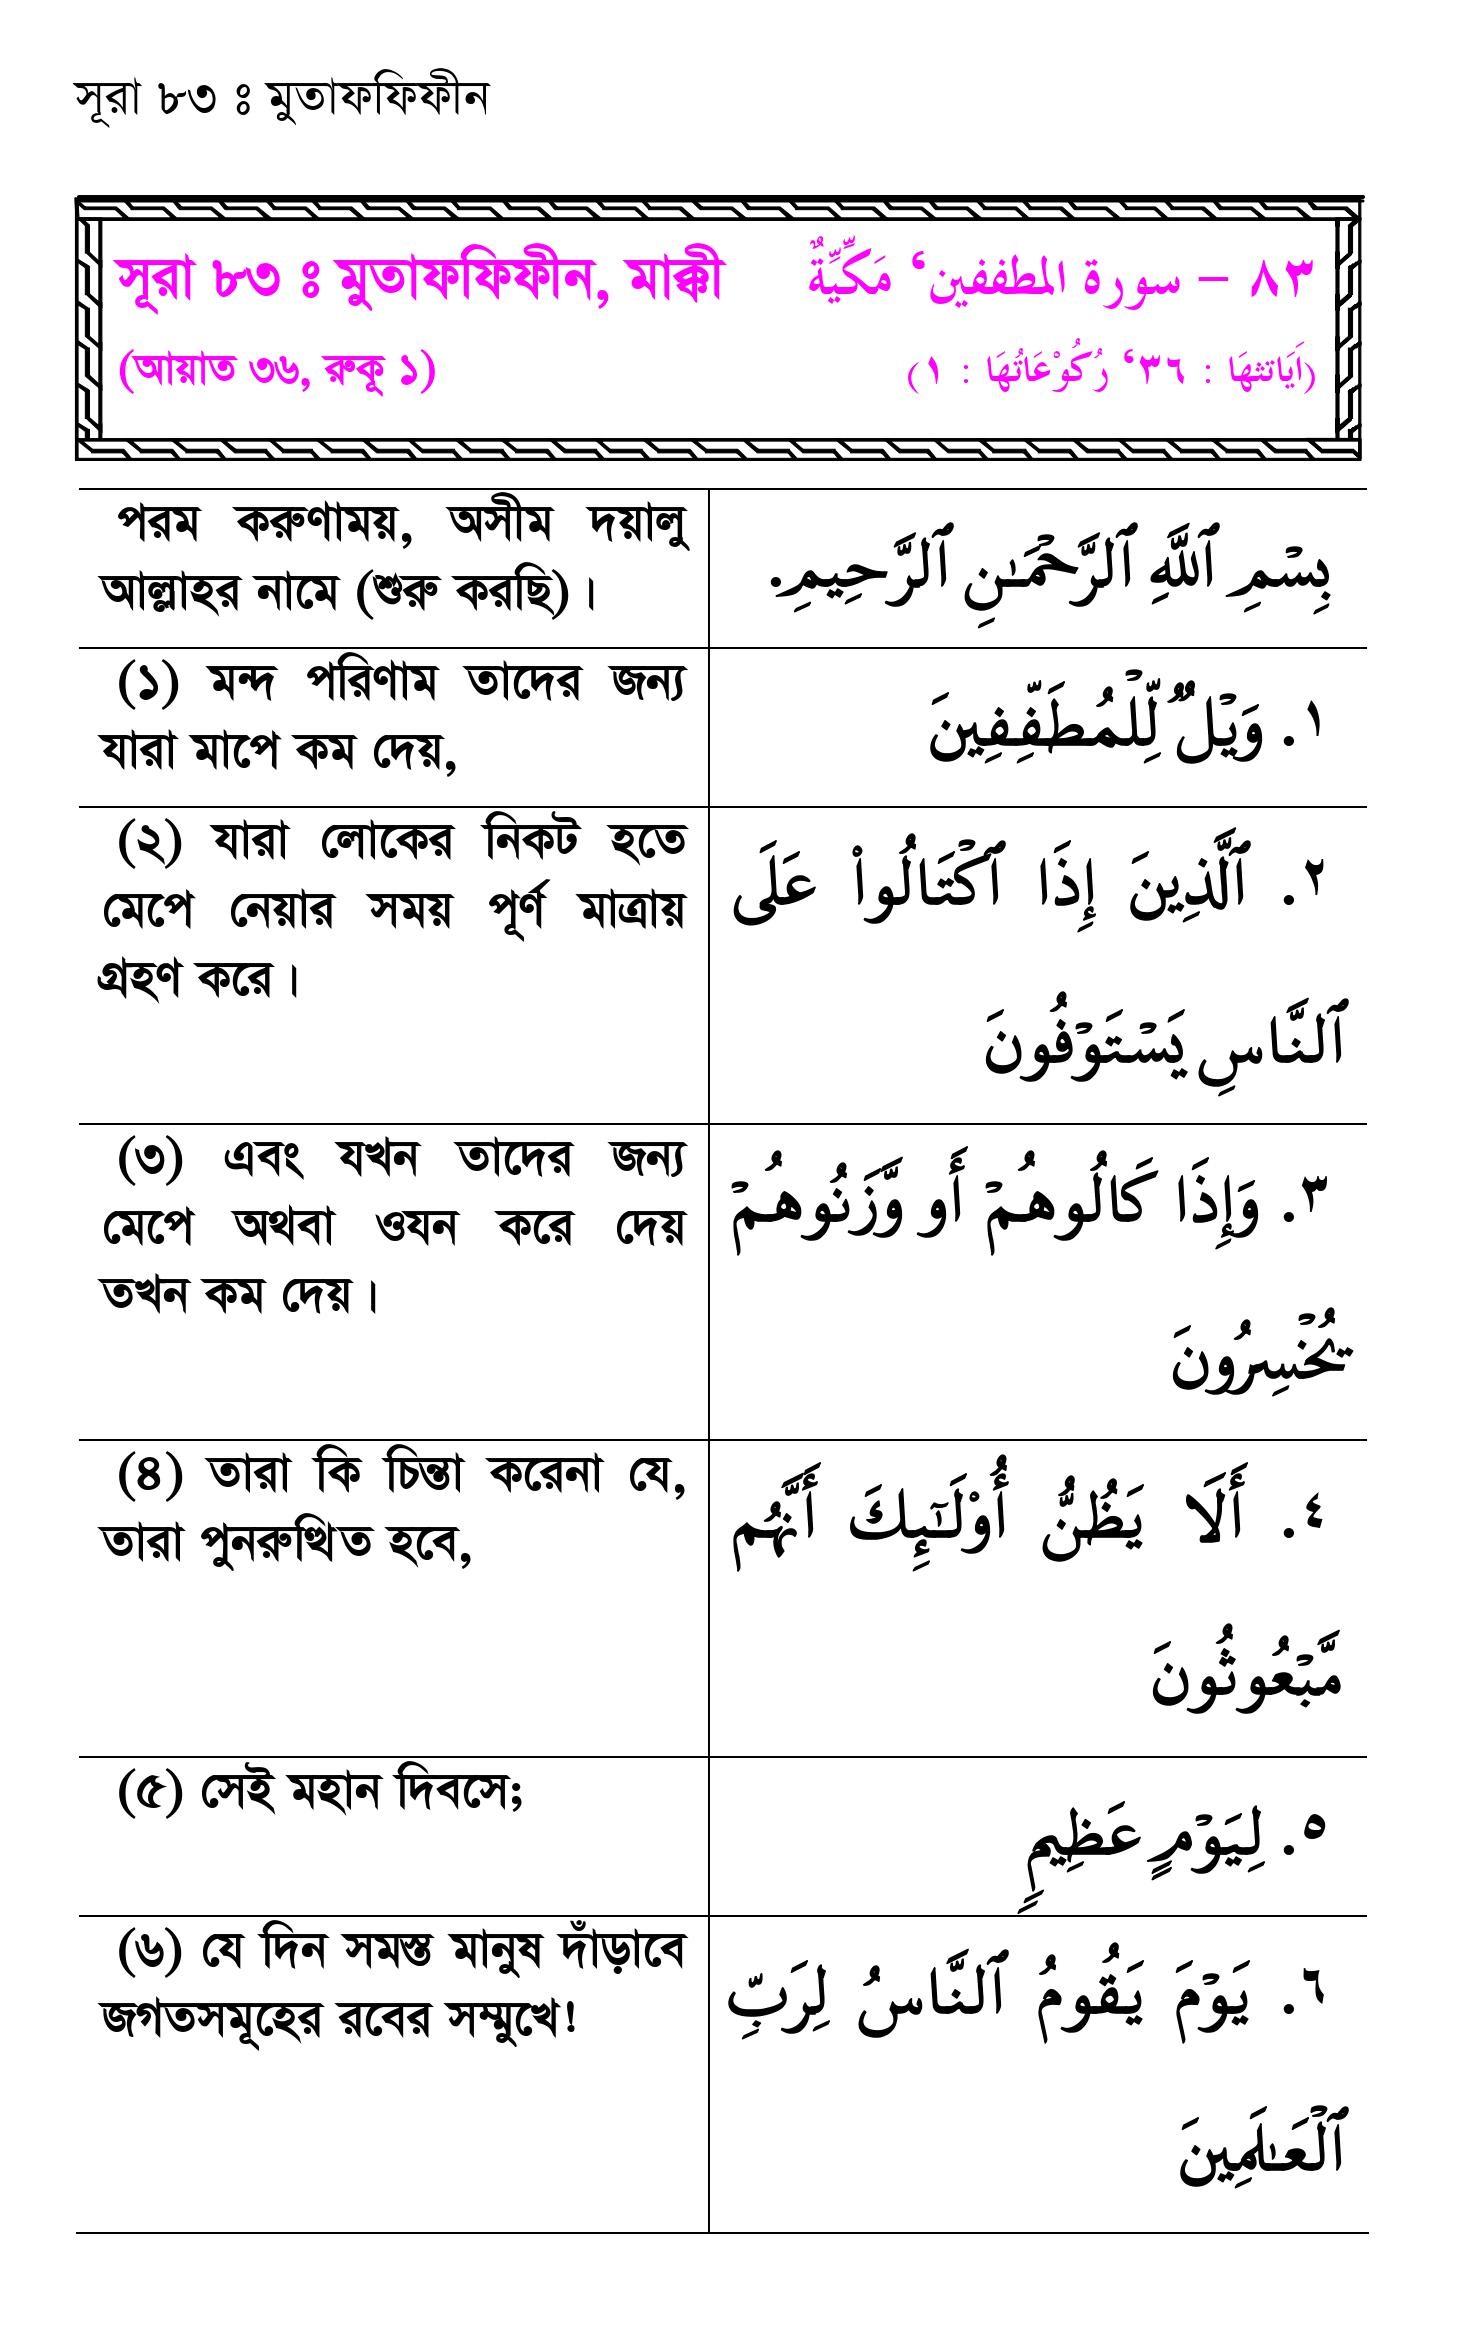 সূরা ৮৩ ঃ মুতাফফিফীন
সূরা ৮৩ ঃ মুতাফফিফীন, মাক্কী
٨٣ – سورة المطففين‘ مَكِّيَّةٌ
(আয়াত ৩৬, রুকূ ১)
(اَيَاتثهَا : ٣٦‘ رُكُوْعَاتُهَا : ١)
পরম করুণাময়, অসীম দয়ালু
আল্লাহর নামে (শুরু করছি)।
بِسْمِ ٱللَّهِ ٱلرَّحْمَـٰنِ ٱلرَّحِيمِ.
(১) মন্দ পরিণাম তাদের জন্য
যারা মাপে কম দেয়,
١. وَيْلٌ لِّلْمُطَفِّفِينَ
(২) যারা লোকের নিকট হতে
মেপে নেয়ার সময় পূর্ণ মাত্রায়
গ্রহণ করে।
٢. ٱلَّذِينَ إِذَا ٱكْتَالُوا۟ عَلَى
ٱلنَّاسِ يَسْتَوْفُونَ
(৩) এবং যখন তাদের জন্য
মেপে অথবা ওযন করে দেয়
তখন কম দেয়।
٣. وَإِذَا كَالُوهُمْ أَو وَّزَنُوهُمْ
يُخْسِرُونَ
(৪) তারা কি চিন্তা করেনা যে,
তারা পুনরুত্থিত হবে,
٤. أَلَا يَظُنُّ أُو۟لَـٰٓئِكَ أَنَّهُم
مَّبْعُوثُونَ
(৫) সেই মহান দিবসে;
٥. لِيَوْمٍ عَظِيمٍ
(৬) যে দিন সমস্ত মানুষ দাঁড়াবে
জগতসমূহের রবের সম্মুখে!
٦. يَوْمَ يَقُومُ ٱلنَّاسُ لِرَبِّ
ٱلْعَـٰلَمِينَ